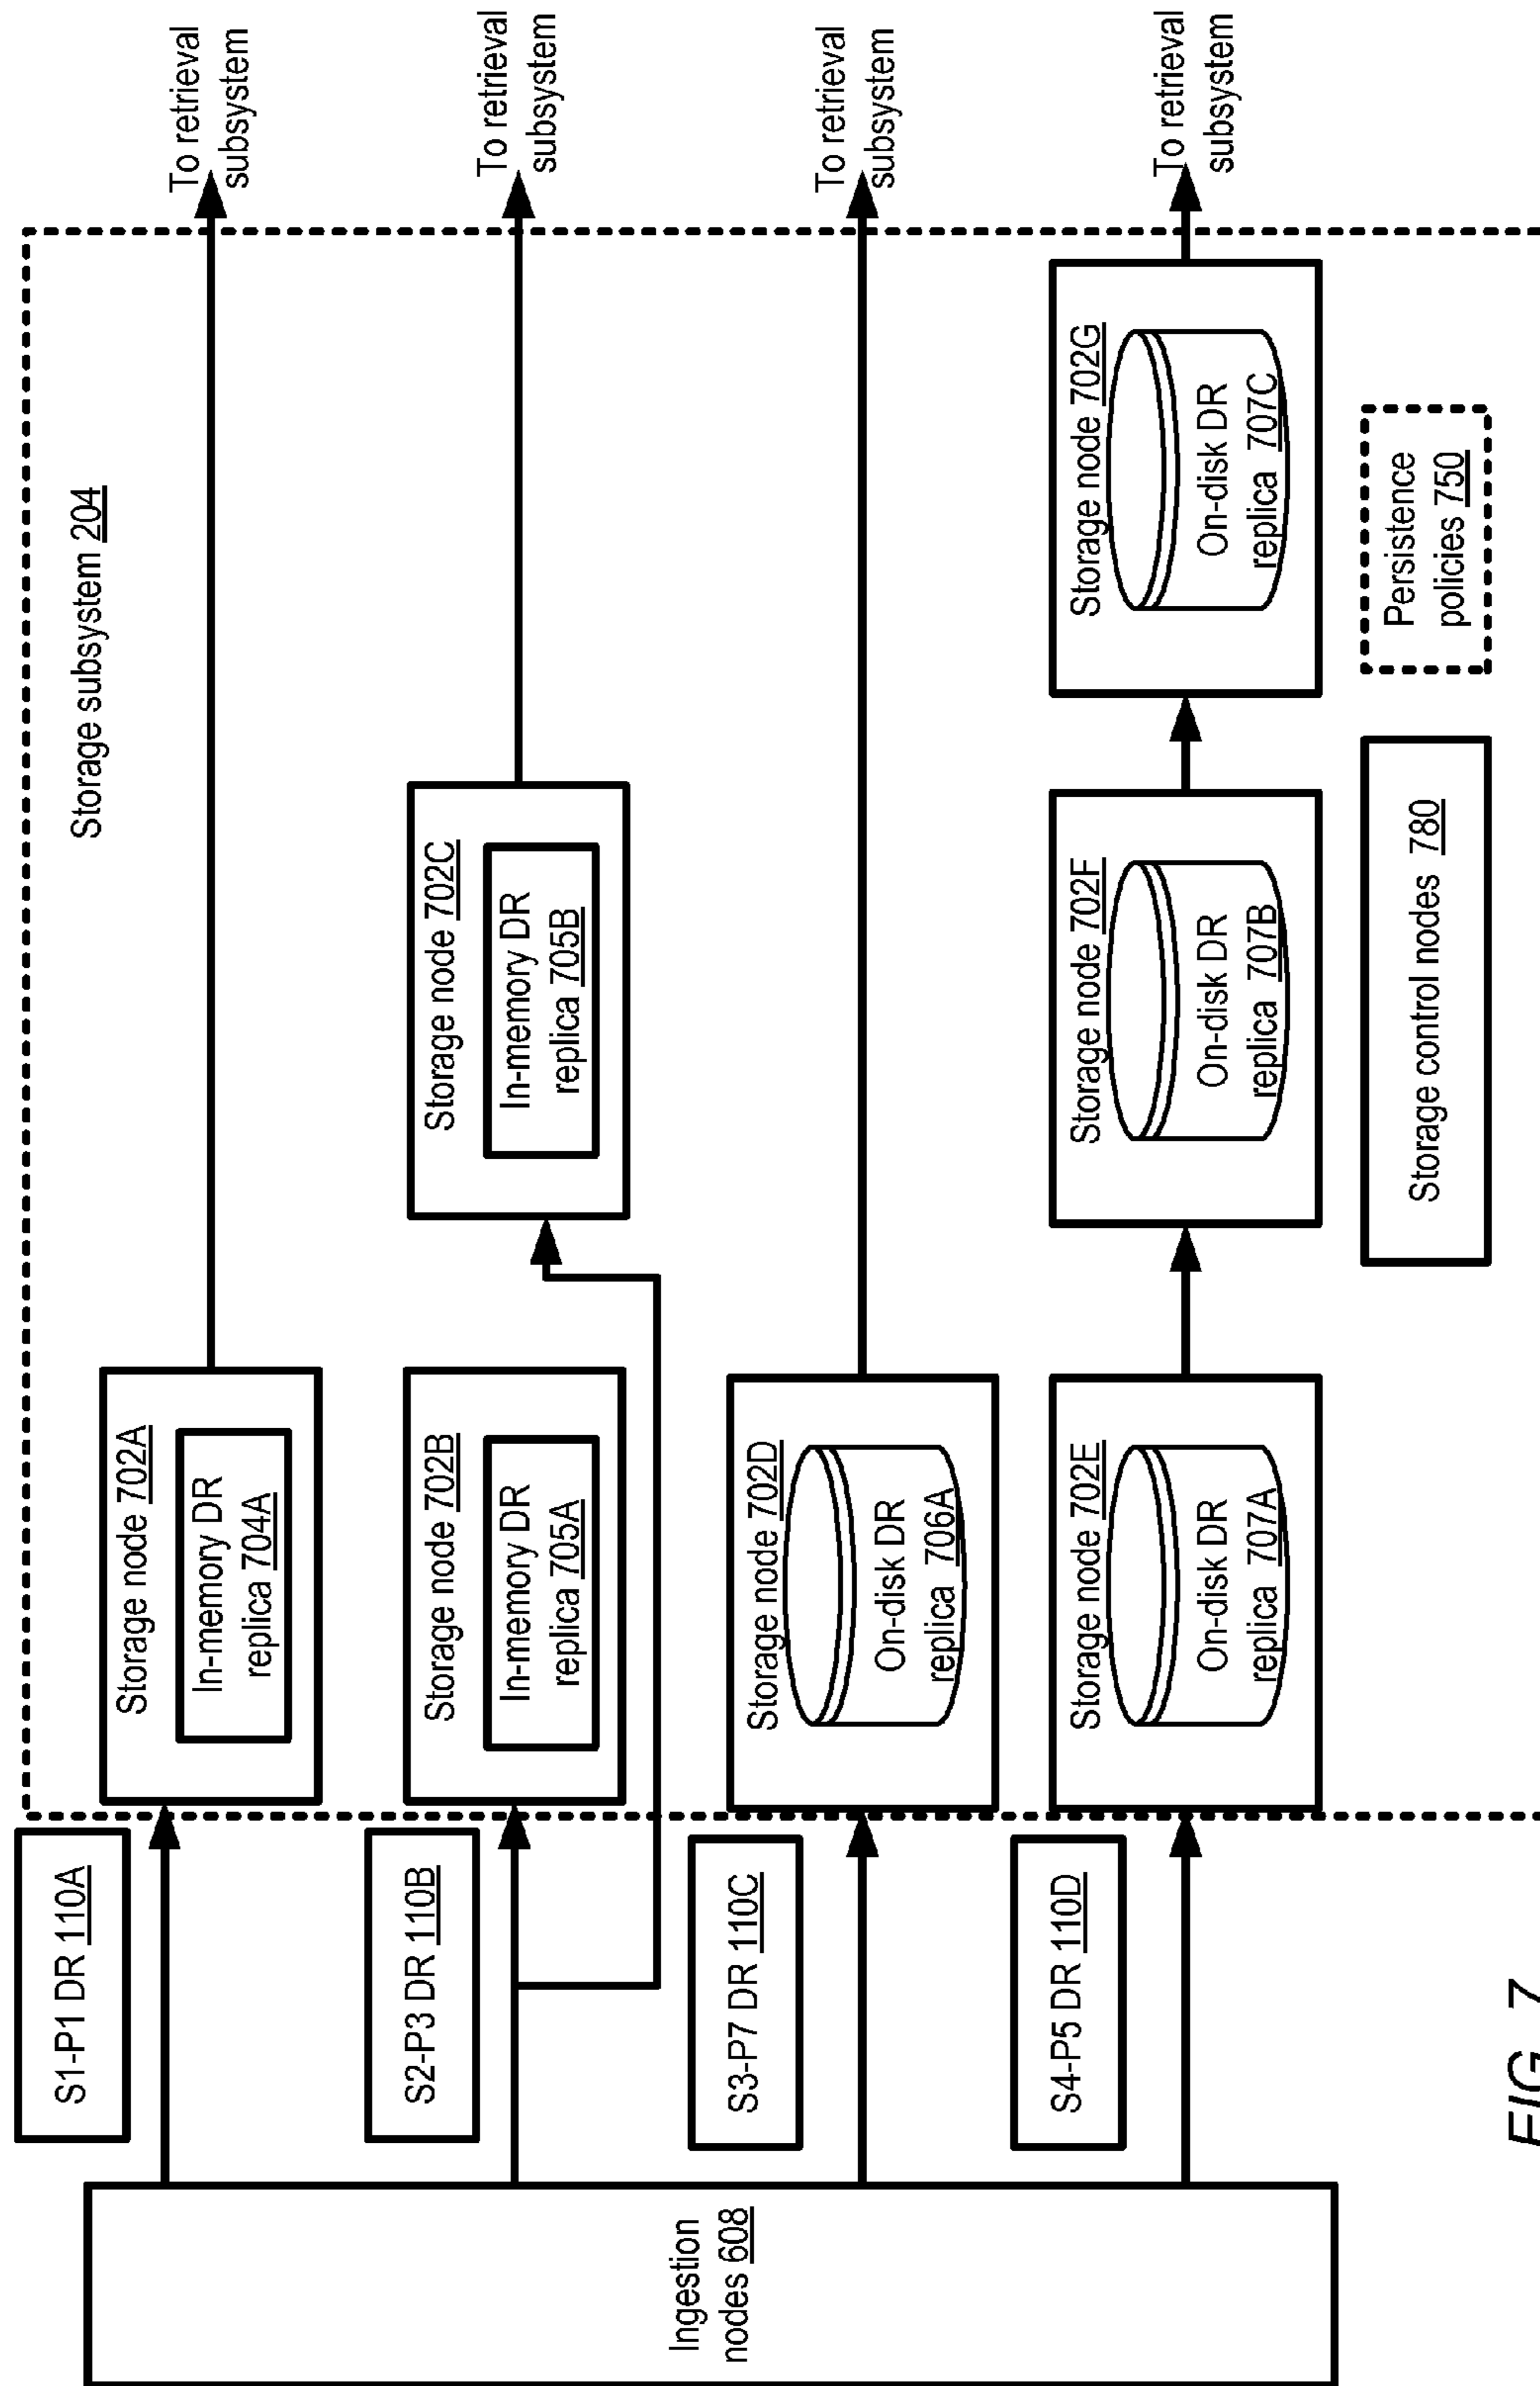 Storage subsystem 204
S1-P1 DR 110A
Storage node 702A
In-memory DR
replica 704A
To retrieval
subsystem
S2-P3 DR 110B
Storage node 702B
In-memory DR
replica 705A
Storage node 702C
In-memory DR
replica 705B
To retrieval
subsystem
Ingestion
nodes 608
S3-P7 DR 110C
Storage node 702D
On-disk DR
replica 706A
To retrieval
subsystem
S4-P5 DR 110D
Storage node 702E
On-disk DR
replica 707A
Storage node 702F
On-disk DR
replica 707B
Storage node 702G
On-disk DR
replica 707C
To retrieval
subsystem
Storage control nodes 780
Persistence
policies 750
FIG. 7